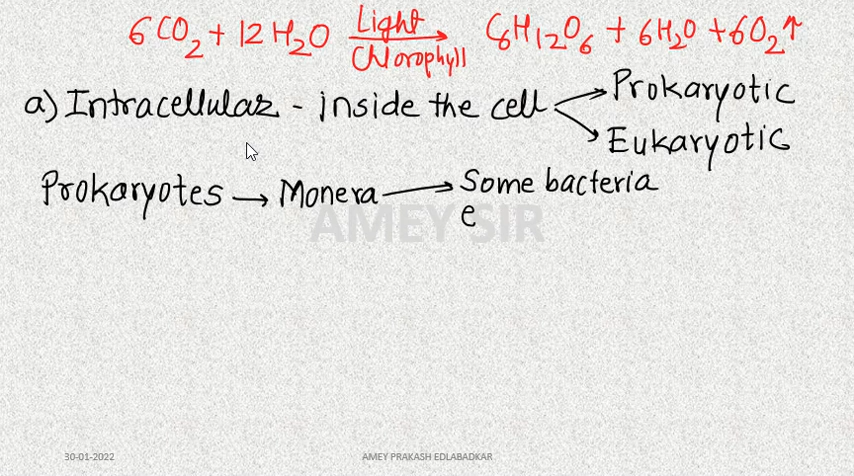 6CO2 + 12H2O Light Chlorophyll → C6H12O6 + 6H2O + 6O2↑
a) Intracellular - inside the cell → Prokaryotic
→ Eukaryotic
Prokaryotes → Monera → Some bacteria
e
AMEY SIR
30-01-2022 AMEY PRAKASH EDLABADKAR